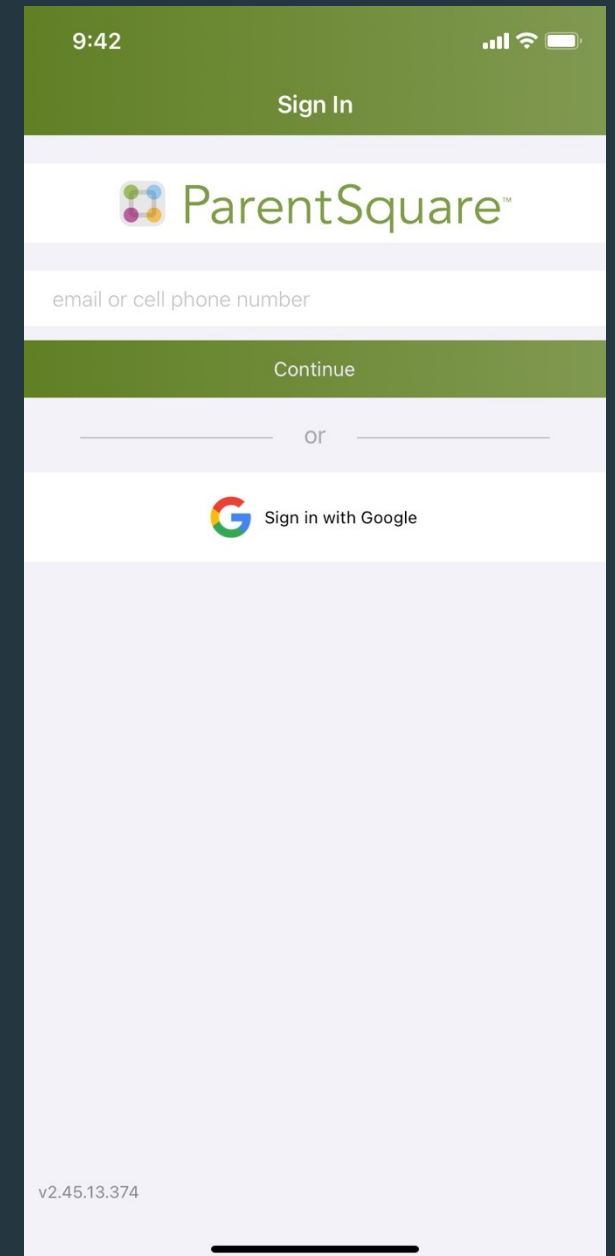 9:42
Sign In
ParentSquare™
email or cell phone number
Continue
or
Sign in with Google
v2.45.13.374